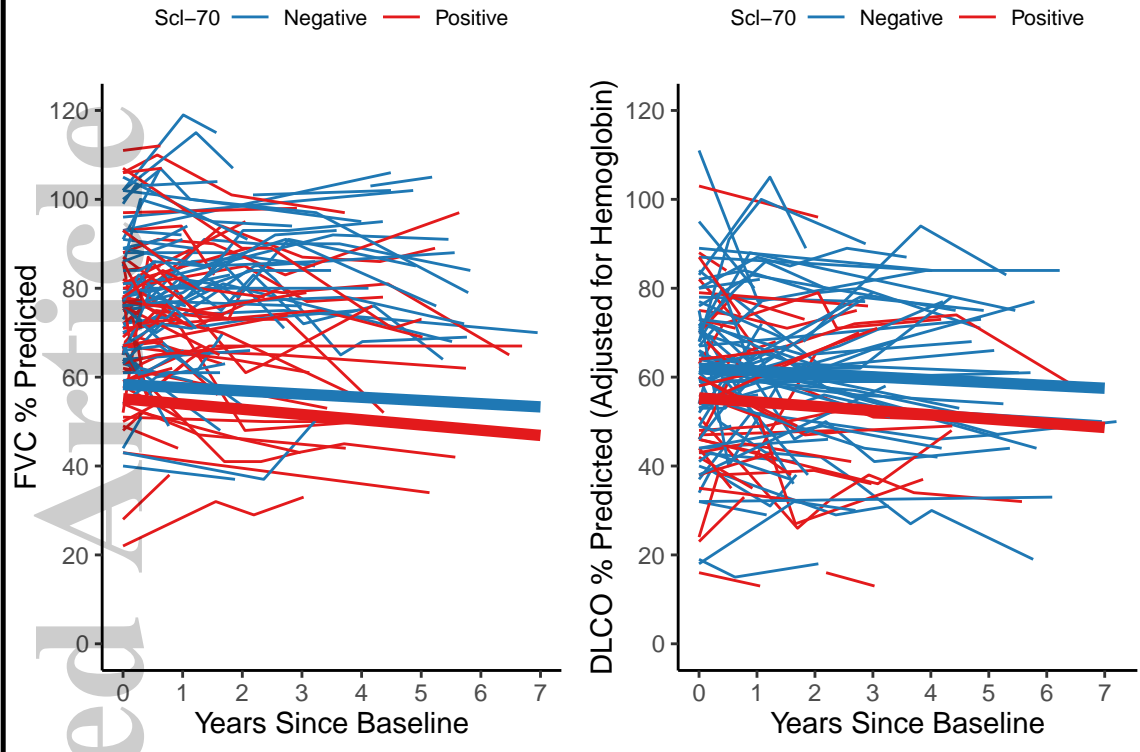 Scl−70 Negative Positive
FVC % Predicted
120
100
80
60
40
20
0
0 1 2 3 4 5 6 7
Years Since Baseline
Scl−70 Negative Positive
DLCO % Predicted (Adjusted for Hemoglobin)
120
100
80
60
40
20
0
0 1 2 3 4 5 6 7
Years Since Baseline
ed Article